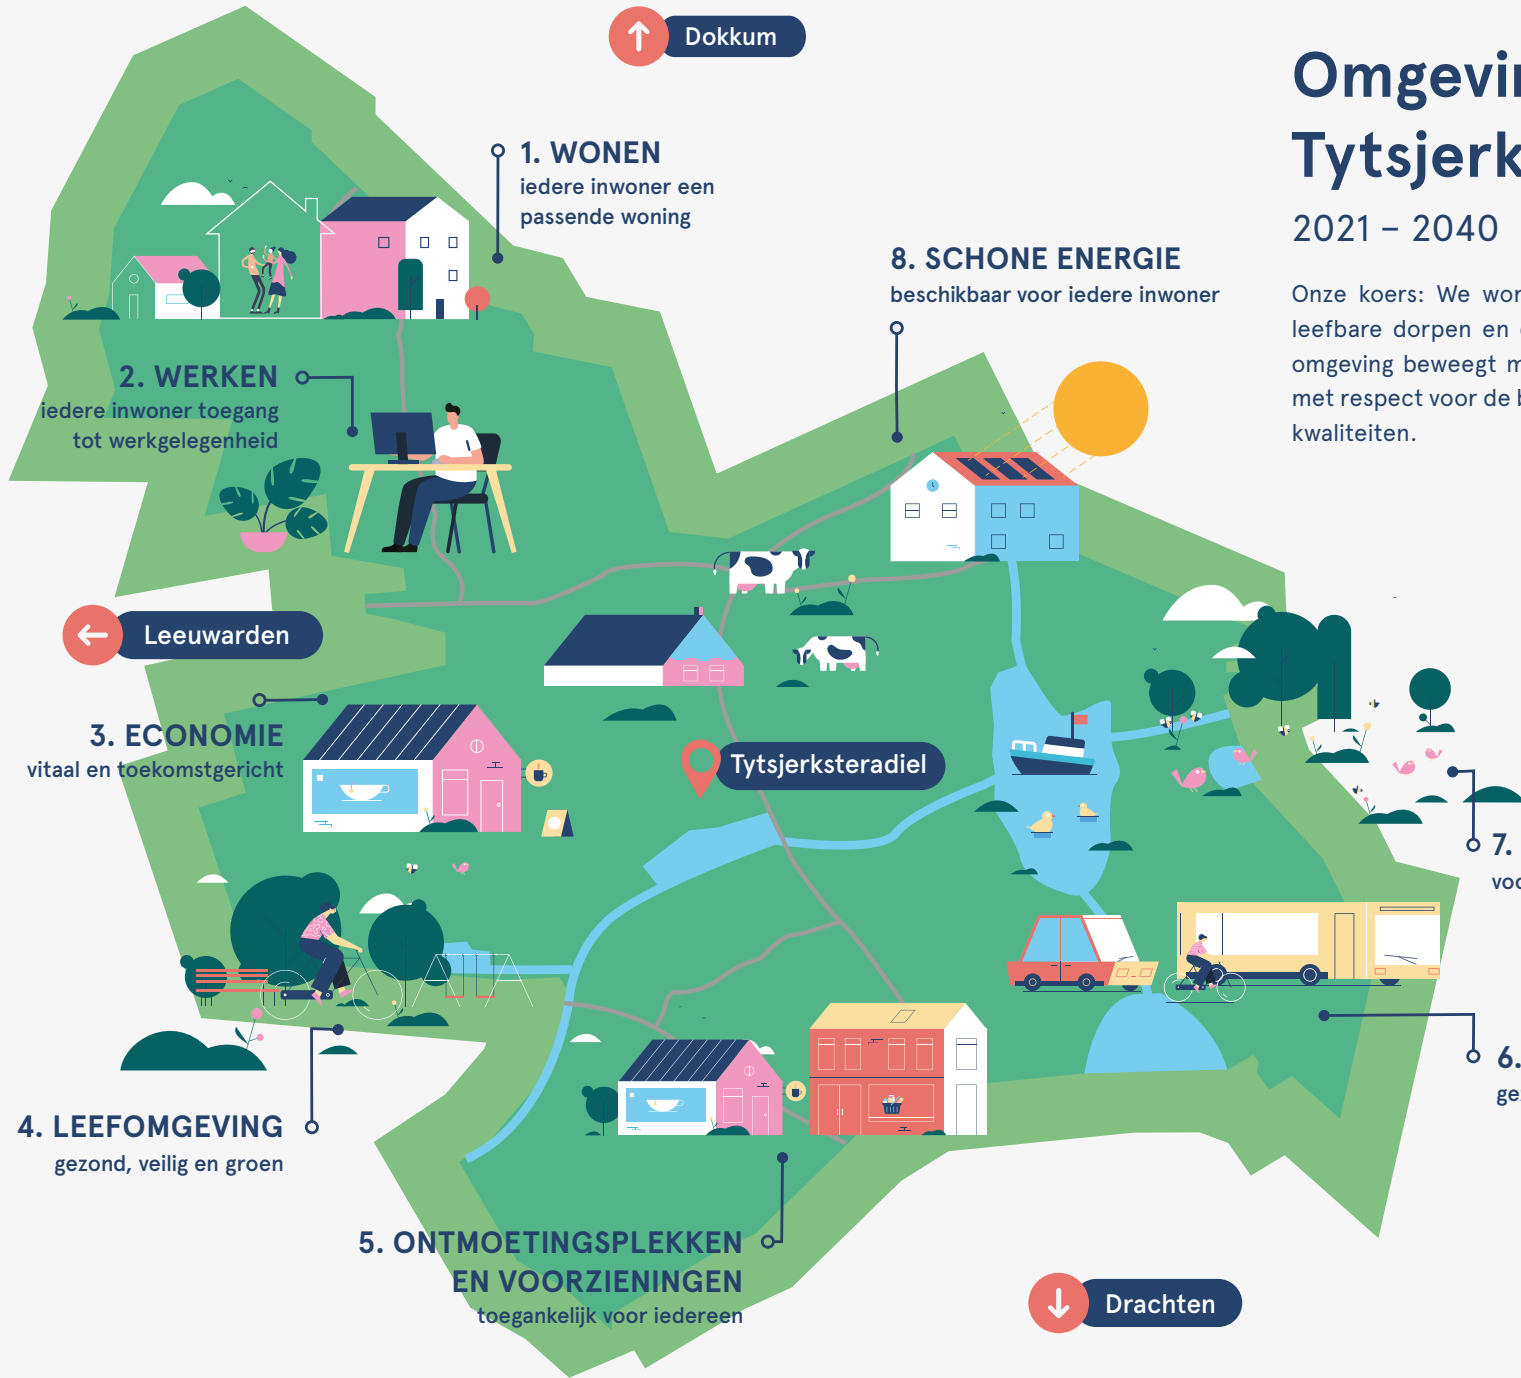 Dokkum
Omgevin
Tytsjerk
2021 – 2040
Onze koers: We wor
leefbare dorpen en
omgeving beweegt m
met respect voor de b
kwaliteiten.
1. WONEN
iedere inwoner een
passende woning
8. SCHONE ENERGIE
beschikbaar voor iedere inwoner
2. WERKEN
iedere inwoner toegang
tot werkgelegenheid
Leeuwarden
3. ECONOMIE
vitaal en toekomstgericht
Tytsjerksteradiel
7.
voo
6.
ge
4. LEEFOMGEVING
gezond, veilig en groen
5. ONTMOETINGSPLEKKEN
EN VOORZIENINGEN
toegankelijk voor iedereen
Drachten